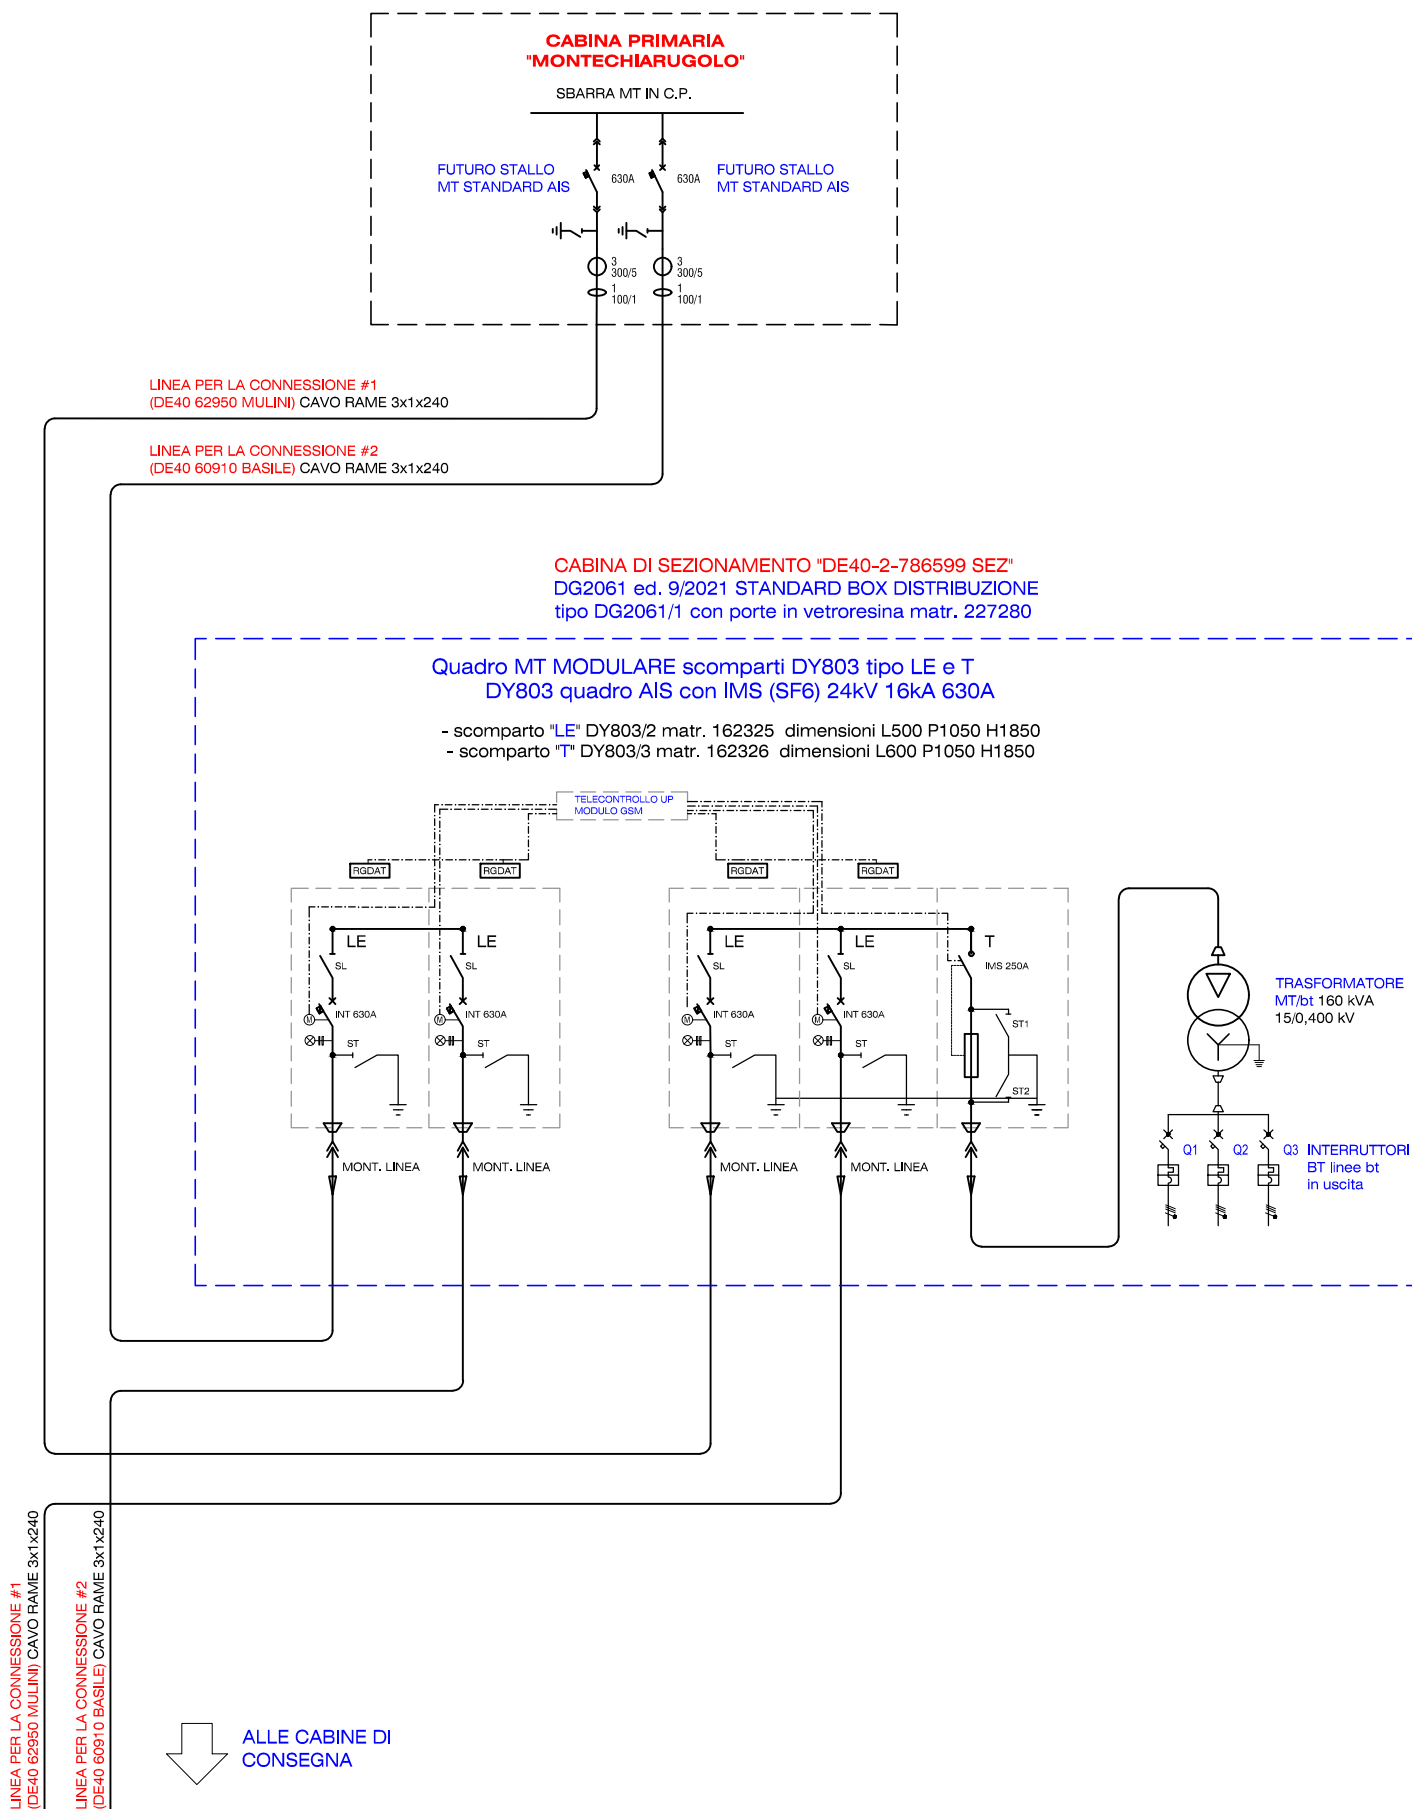 CABINA PRIMARIA
"MONTECHIARUGOLO"
SBARRA MT IN C.P.
FUTURO STALLO
MT STANDARD AIS
630A
630A
FUTURO STALLO
MT STANDARD AIS
3
300/5
3
300/5
1
100/1
1
100/1
LINEA PER LA CONNESSIONE #1
(DE40 62950 MULINI) CAVO RAME 3x1x240
LINEA PER LA CONNESSIONE #2
(DE40 60910 BASILE) CAVO RAME 3x1x240
CABINA DI SEZIONAMENTO "DE40-2-786599 SEZ"
DG2061 ed. 9/2021 STANDARD BOX DISTRIBUZIONE
tipo DG2061/1 con porte in vetroresina matr. 227280
Quadro MT MODULARE scomparti DY803 tipo LE e T
DY803 quadro AIS con IMS (SF6) 24kV 16kA 630A
- scomparto "LE" DY803/2 matr. 162325 dimensioni L500 P1050 H1850
- scomparto "T" DY803/3 matr. 162326 dimensioni L600 P1050 H1850
TELECONTROLLO UP
MODULO GSM
RGDAT
RGDAT
RGDAT
RGDAT
LE
LE
LE
LE
T
SL
SL
SL
SL
IMS 250A
M
INT 630A
M
INT 630A
M
INT 630A
M
INT 630A
ST
ST
ST
ST
ST1
ST2
TRASFORMATORE
MT/bt 160 kVA
15/0,400 kV
Q1
Q2
Q3
INTERRUTTORI
BT linee bt
in uscita
MONT. LINEA
MONT. LINEA
MONT. LINEA
MONT. LINEA
LINEA PER LA CONNESSIONE #1
(DE40 62950 MULINI) CAVO RAME 3x1x240
LINEA PER LA CONNESSIONE #2
(DE40 60910 BASILE) CAVO RAME 3x1x240
ALLE CABINE DI
CONSEGNA